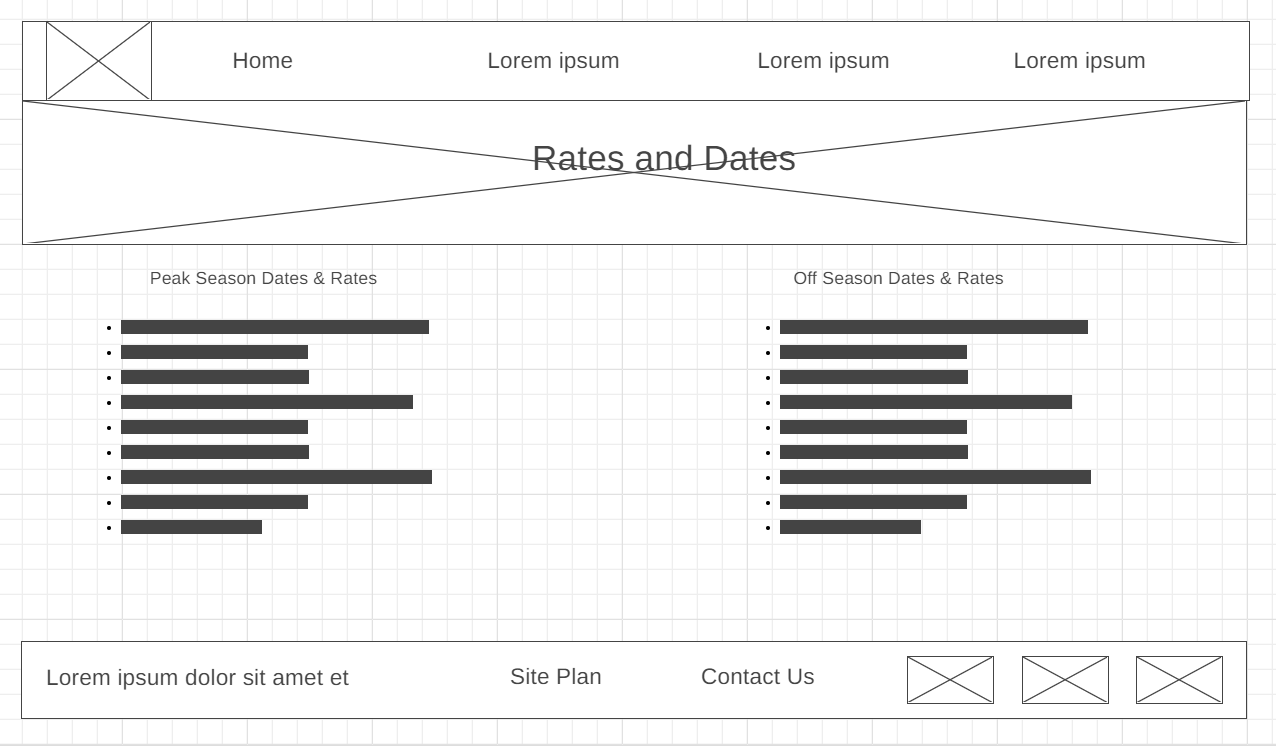 Home
Lorem ipsum
Lorem ipsum
Lorem ipsum
Rates and Dates
Peak Season Dates & Rates
Off Season Dates & Rates
Lorem ipsum dolor sit amet et
Site Plan
Contact Us